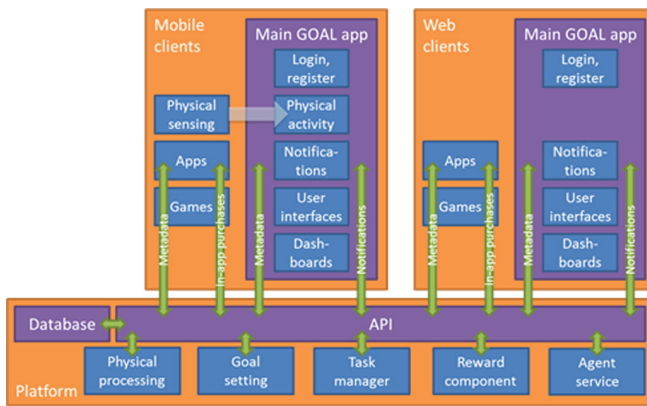 Mobile
clients
Main GOAL app
Login,
register
Physical
sensing
Physical
activity
Apps
Notifica-
tions
Games
User
interfaces
Dash-
boards
Metadata
In-app purchases
Metadata
Notifications
Web
clients
Main GOAL app
Login,
register
Apps
Notifica-
tions
Games
User
interfaces
Dash-
boards
Metadata
In-app purchases
Metadata
Notifications
Database
API
Physical
processing
Goal
setting
Task
manager
Reward
component
Agent
service
Platform